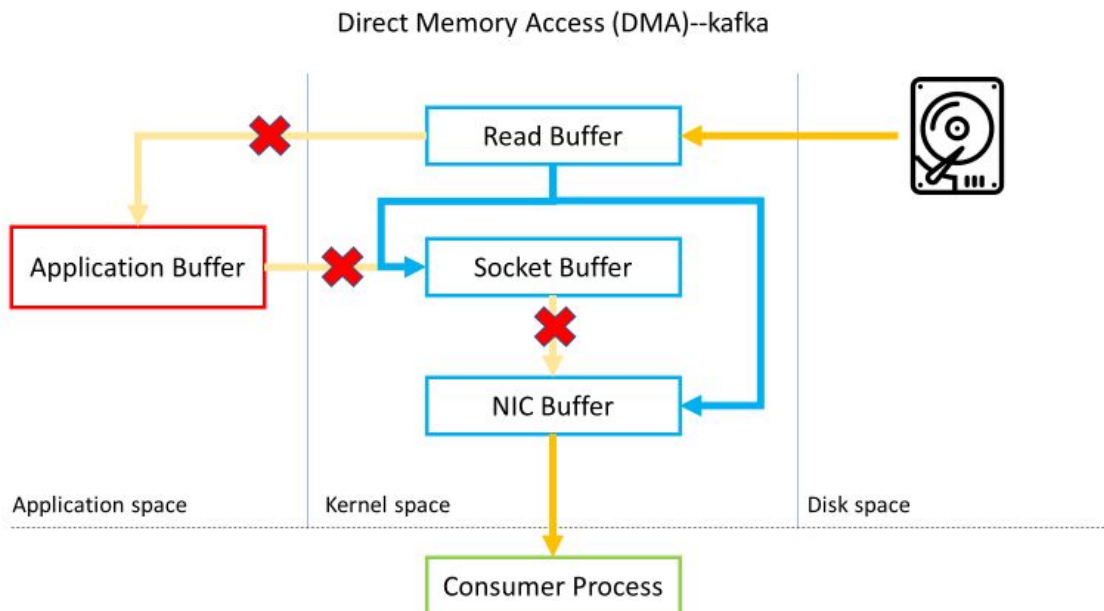 Direct Memory Access (DMA)--kafka
Read Buffer
Application Buffer
Socket Buffer
NIC Buffer
Application space
Kernel space
Disk space
Consumer Process